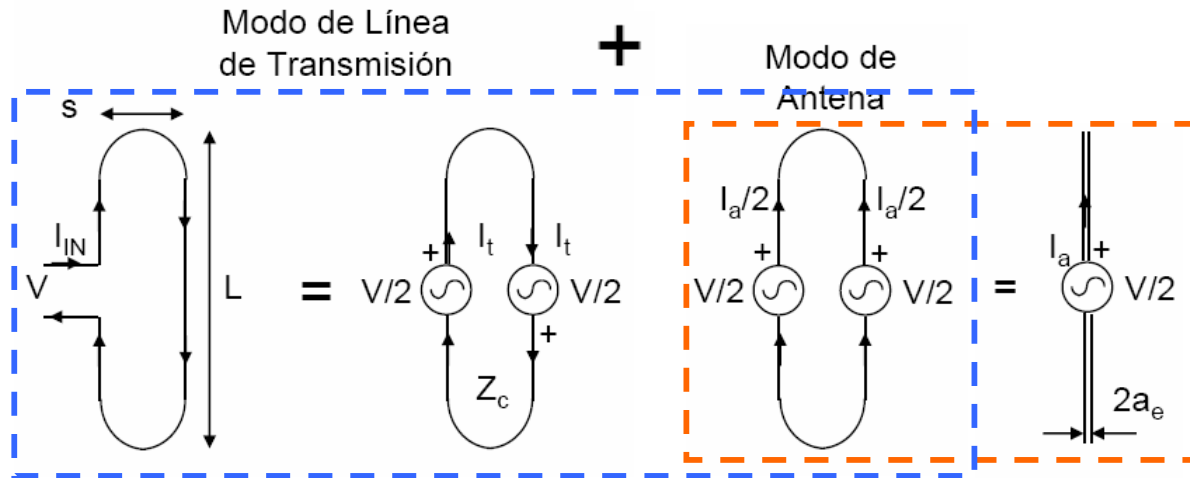 Modo de Línea
de Transmisión
+
Modo de
Antena
s
I_IN
V
L
=
V/2
+
I_t
I_t
V/2
+
Z_c
I_a/2
I_a/2
+
+
V/2
V/2
=
I_a
+
V/2
2a_e